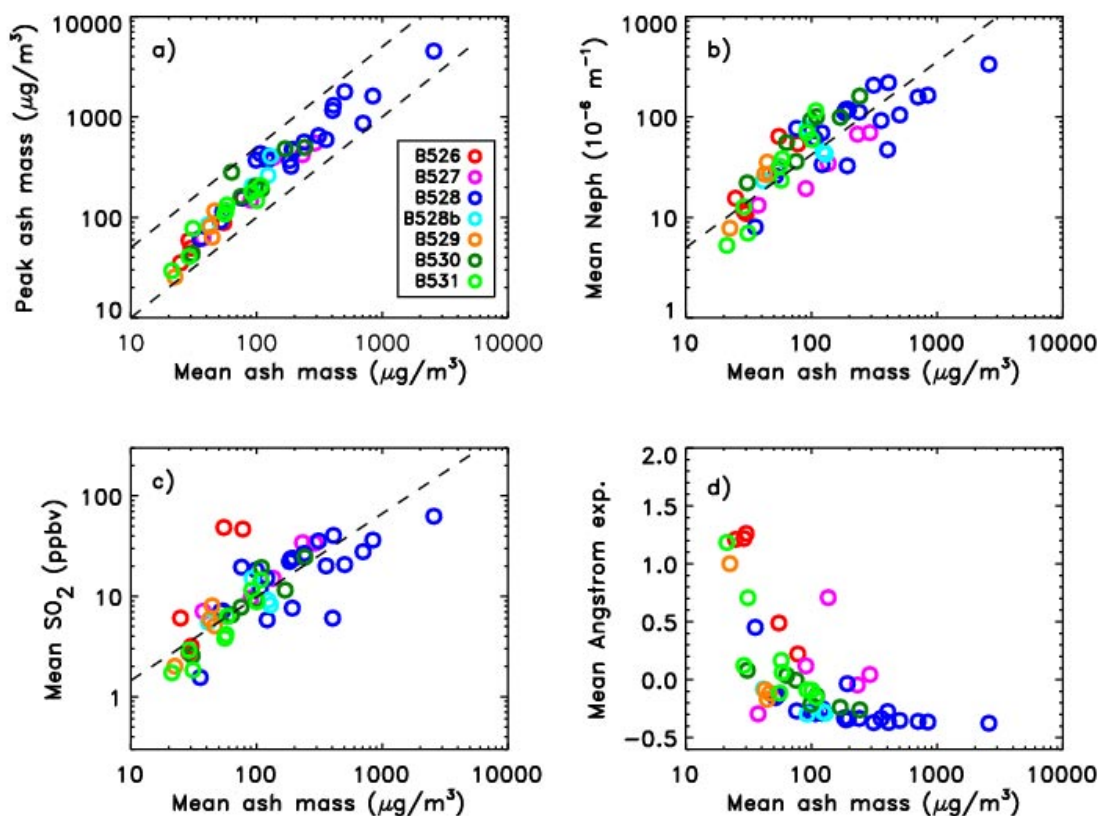 a)
Peak ash mass (μg/m³)
10000
1000
100
10
10 100 1000 10000
Mean ash mass (μg/m³)
B526
B527
B528
B528b
B529
B530
B531
b)
Mean Neph (10⁻⁶ m⁻¹)
1000
100
10
1
10 100 1000 10000
Mean ash mass (μg/m³)
c)
Mean SO₂ (ppbv)
100
10
1
10 100 1000 10000
Mean ash mass (μg/m³)
d)
Mean Angstrom exp.
2.0
1.5
1.0
0.5
0.0
−0.5
10 100 1000 10000
Mean ash mass (μg/m³)